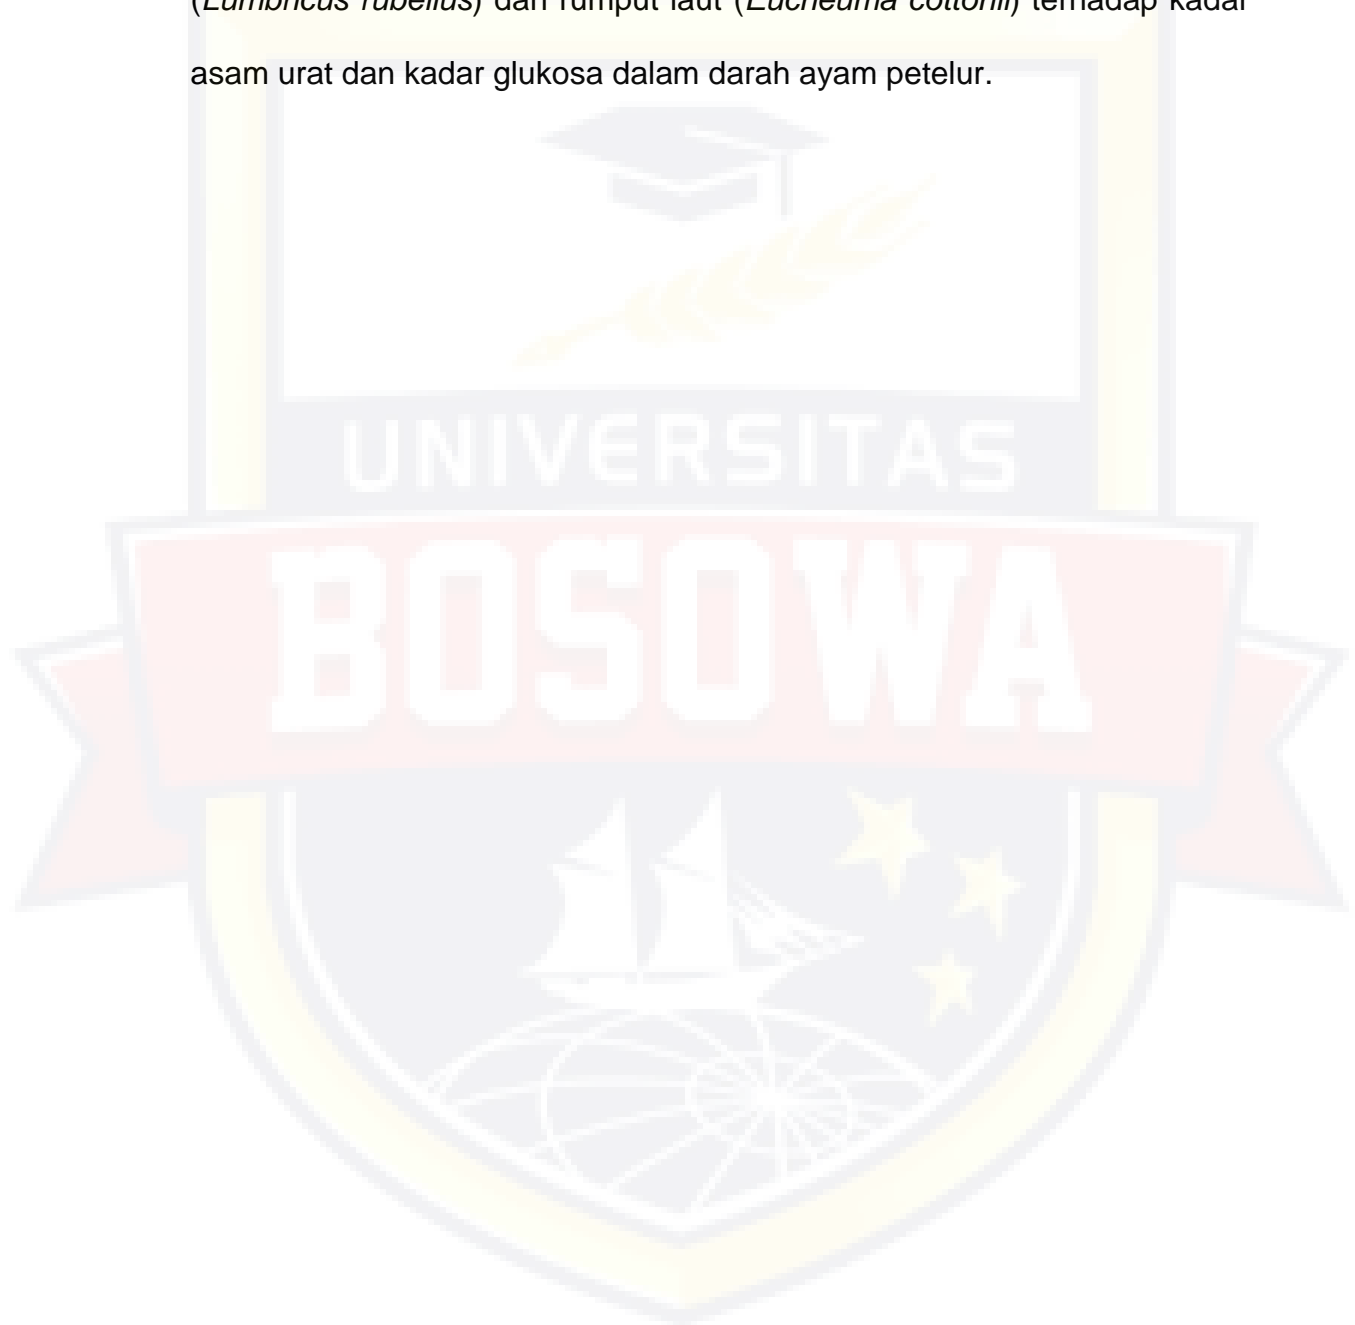 (Lumbricus rubellus) dan rumput laut (Eucheuma cottonii) terhadap kadar
asam urat dan kadar glukosa dalam darah ayam petelur.
UNIVERSITAS
BOSOWA